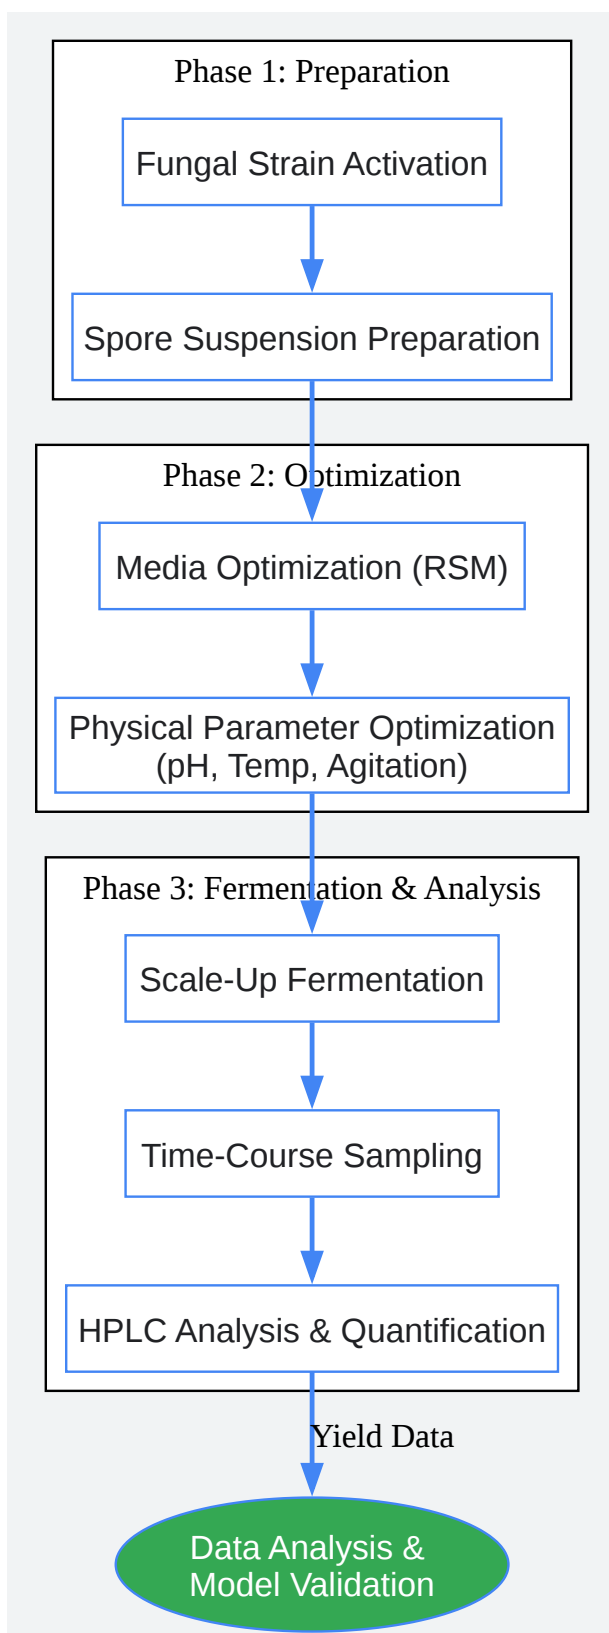 Phase 1: Preparation
Fungal Strain Activation
Spore Suspension Preparation
Phase 2: Optimization
Media Optimization (RSM)
Physical Parameter Optimization
(pH, Temp, Agitation)
Phase 3: Fermentation & Analysis
Scale-Up Fermentation
Time-Course Sampling
HPLC Analysis & Quantification
Yield Data
Data Analysis &
Model Validation